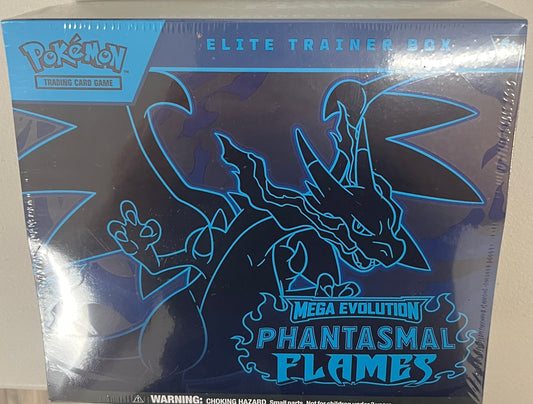 Pokémon
TRADING CARD GAME
ELITE TRAINER BOX
MEGA EVOLUTION
PHANTASMAL
FLAMES
WARNING: CHOKING HAZARD. Small parts. Not for children under 3